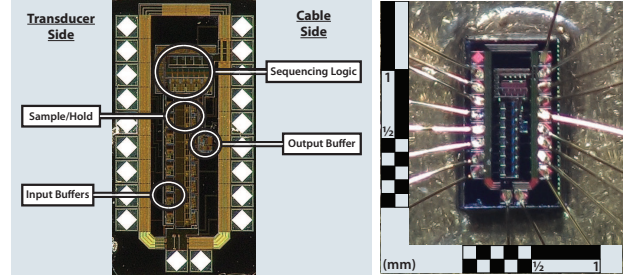 Transducer
Side
Cable
Side
Sequencing Logic
Sample/Hold
Output Buffer
Input Buffers
1
½
(mm)
½
1